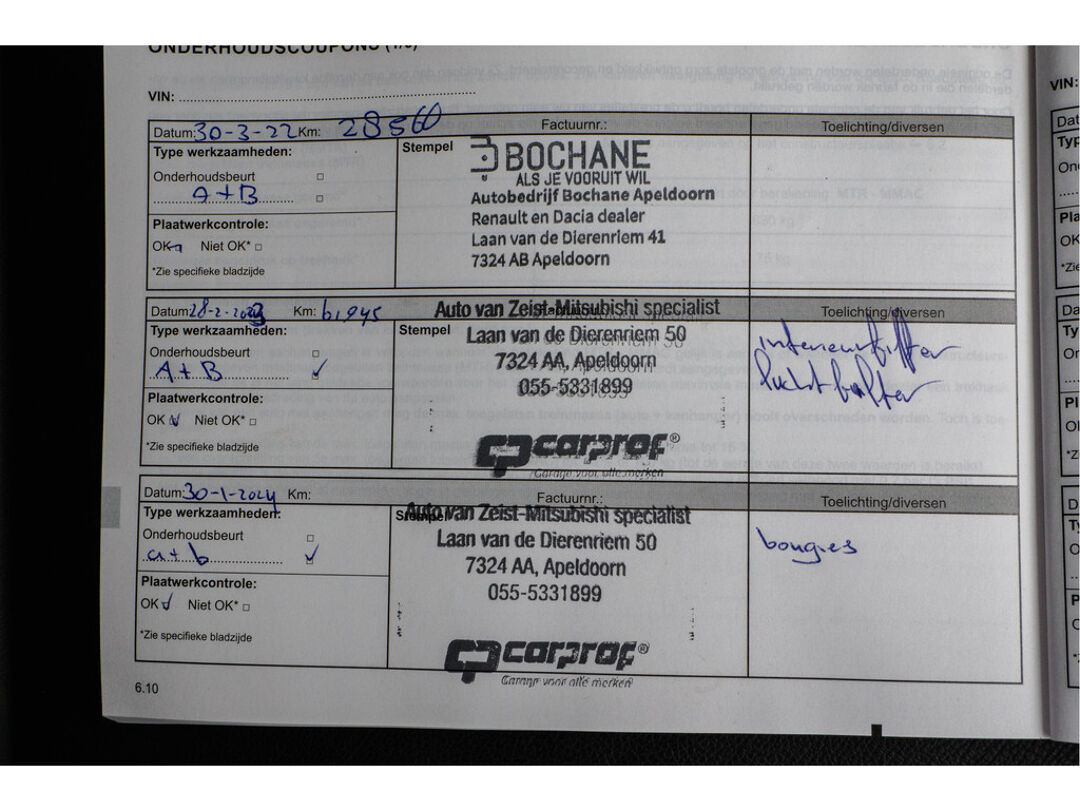 ONDERHOUDSCOUPONS
VIN:
Datum: 30-3-22 Km: 28560 Factuurnr.: Toelichting/diversen
Type werkzaamheden:
Stempel
Onderhoudsbeurt
A + B
Plaatwerkcontrole:
OK Niet OK*
*Zie specifieke bladzijde
BOCHANE
ALS JE VOORUIT WIL
Autobedrijf Bochane Apeldoorn
Renault en Dacia dealer
Laan van de Dierenriem 41
7324 AB Apeldoorn
Datum: 28-2-2023 Km: 61.945 Toelichting/diversen
Type werkzaamheden:
Stempel
Onderhoudsbeurt
A + B
Plaatwerkcontrole:
OK Niet OK*
*Zie specifieke bladzijde
Auto van Zeist-Mitsubishi specialist
Laan van de Dierenriem 50
7324 AA, Apeldoorn
055-5331899
carprof®
Garage voor alle merken
interieurfilter
luchtfilter
Datum: 30-1-2024 Km: Factuurnr.: Toelichting/diversen
Type werkzaamheden:
Stempel
Onderhoudsbeurt
a + b
Plaatwerkcontrole:
OK Niet OK*
*Zie specifieke bladzijde
Auto van Zeist-Mitsubishi specialist
Laan van de Dierenriem 50
7324 AA, Apeldoorn
055-5331899
carprof®
Garage voor alle merken
bougies
6.10
VIN: